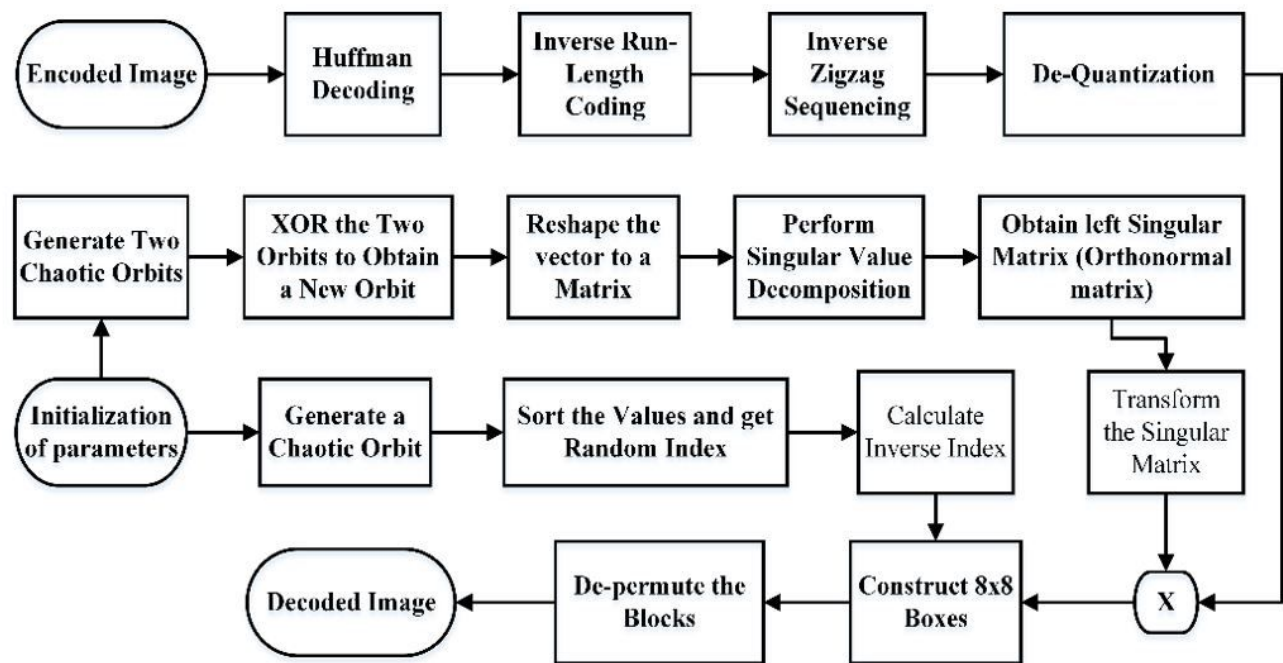 Encoded Image
Huffman
Decoding
Inverse Run-
Length
Coding
Inverse
Zigzag
Sequencing
De-Quantization
Generate Two
Chaotic Orbits
XOR the Two
Orbits to Obtain
a New Orbit
Reshape the
vector to a
Matrix
Perform
Singular Value
Decomposition
Obtain left Singular
Matrix (Orthonormal
matrix)
Initialization
of parameters
Generate a
Chaotic Orbit
Sort the Values and get
Random Index
Calculate
Inverse Index
Transform
the Singular
Matrix
Decoded Image
De-permute the
Blocks
Construct 8x8
Boxes
X